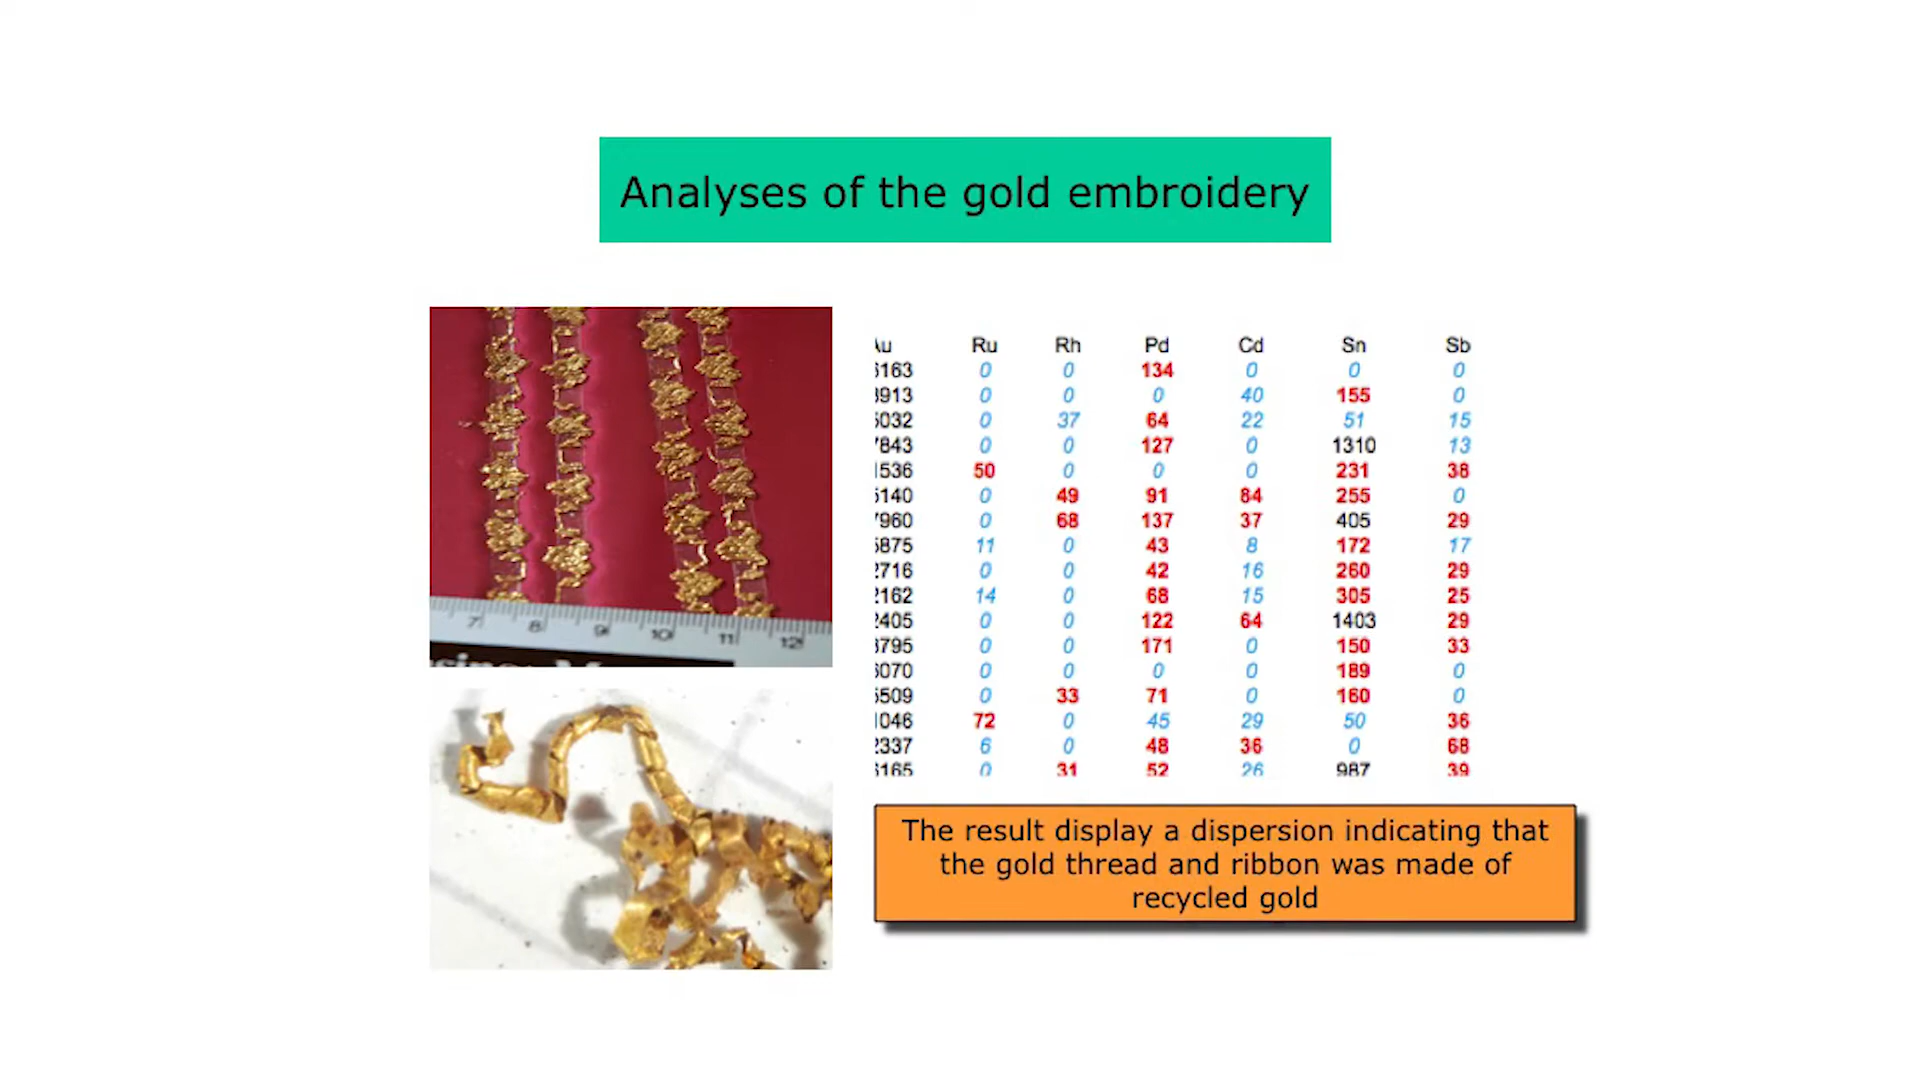 Analyses of the gold embroidery
7 8 9 10 11 12
Ru Rh Pd Cd Sn Sb
0 0 134 0 0 0
0 0 0 40 155 0
0 37 64 22 51 15
0 0 127 0 1310 13
50 0 0 0 231 38
0 49 91 84 255 0
0 68 137 37 405 29
11 0 43 8 172 17
0 0 42 16 260 29
14 0 68 15 305 25
0 0 122 64 1403 29
0 0 171 0 150 33
0 0 0 0 189 0
0 33 71 0 160 0
72 0 45 29 50 36
6 0 48 36 0 68
0 31 52 26 987 39
The result display a dispersion indicating that
the gold thread and ribbon was made of
recycled gold